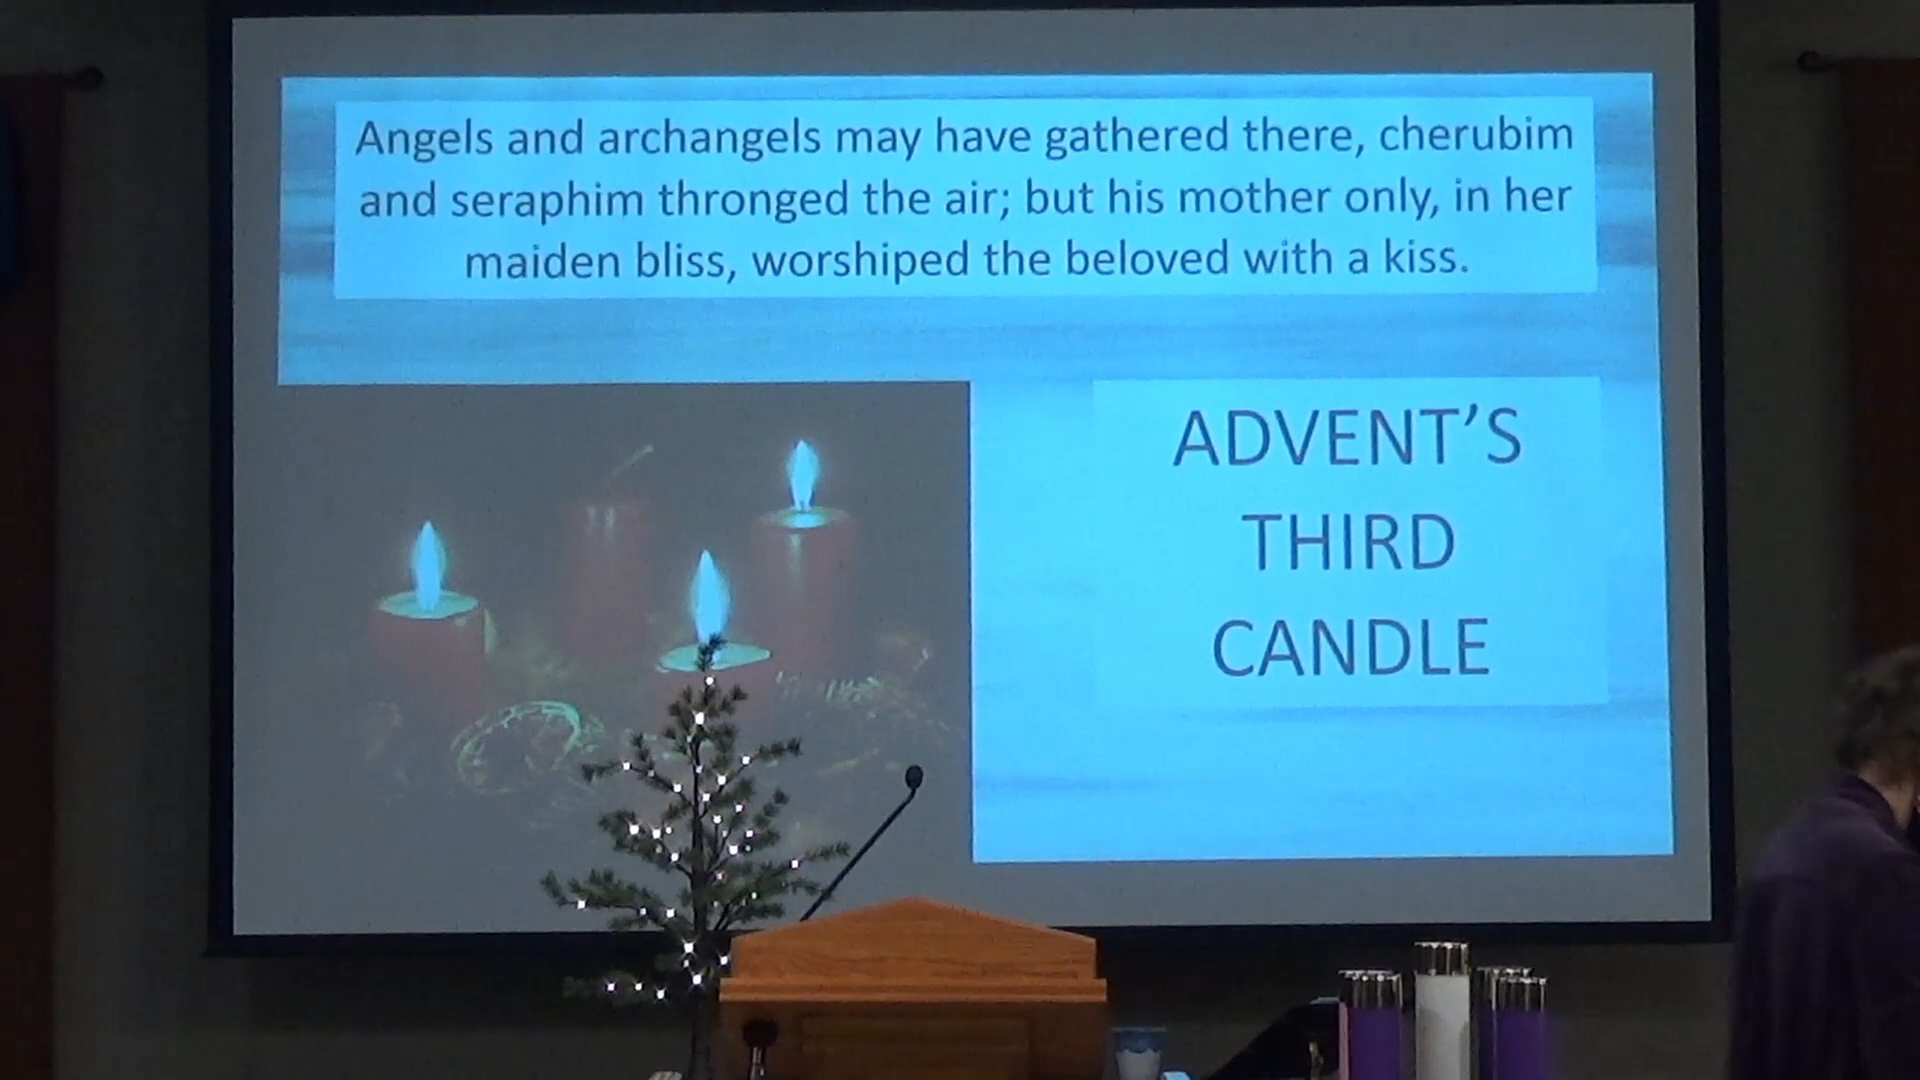 Angels and archangels may have gathered there, cherubim
and seraphim thronged the air; but his mother only, in her
maiden bliss, worshiped the beloved with a kiss.
ADVENT'S
THIRD
CANDLE